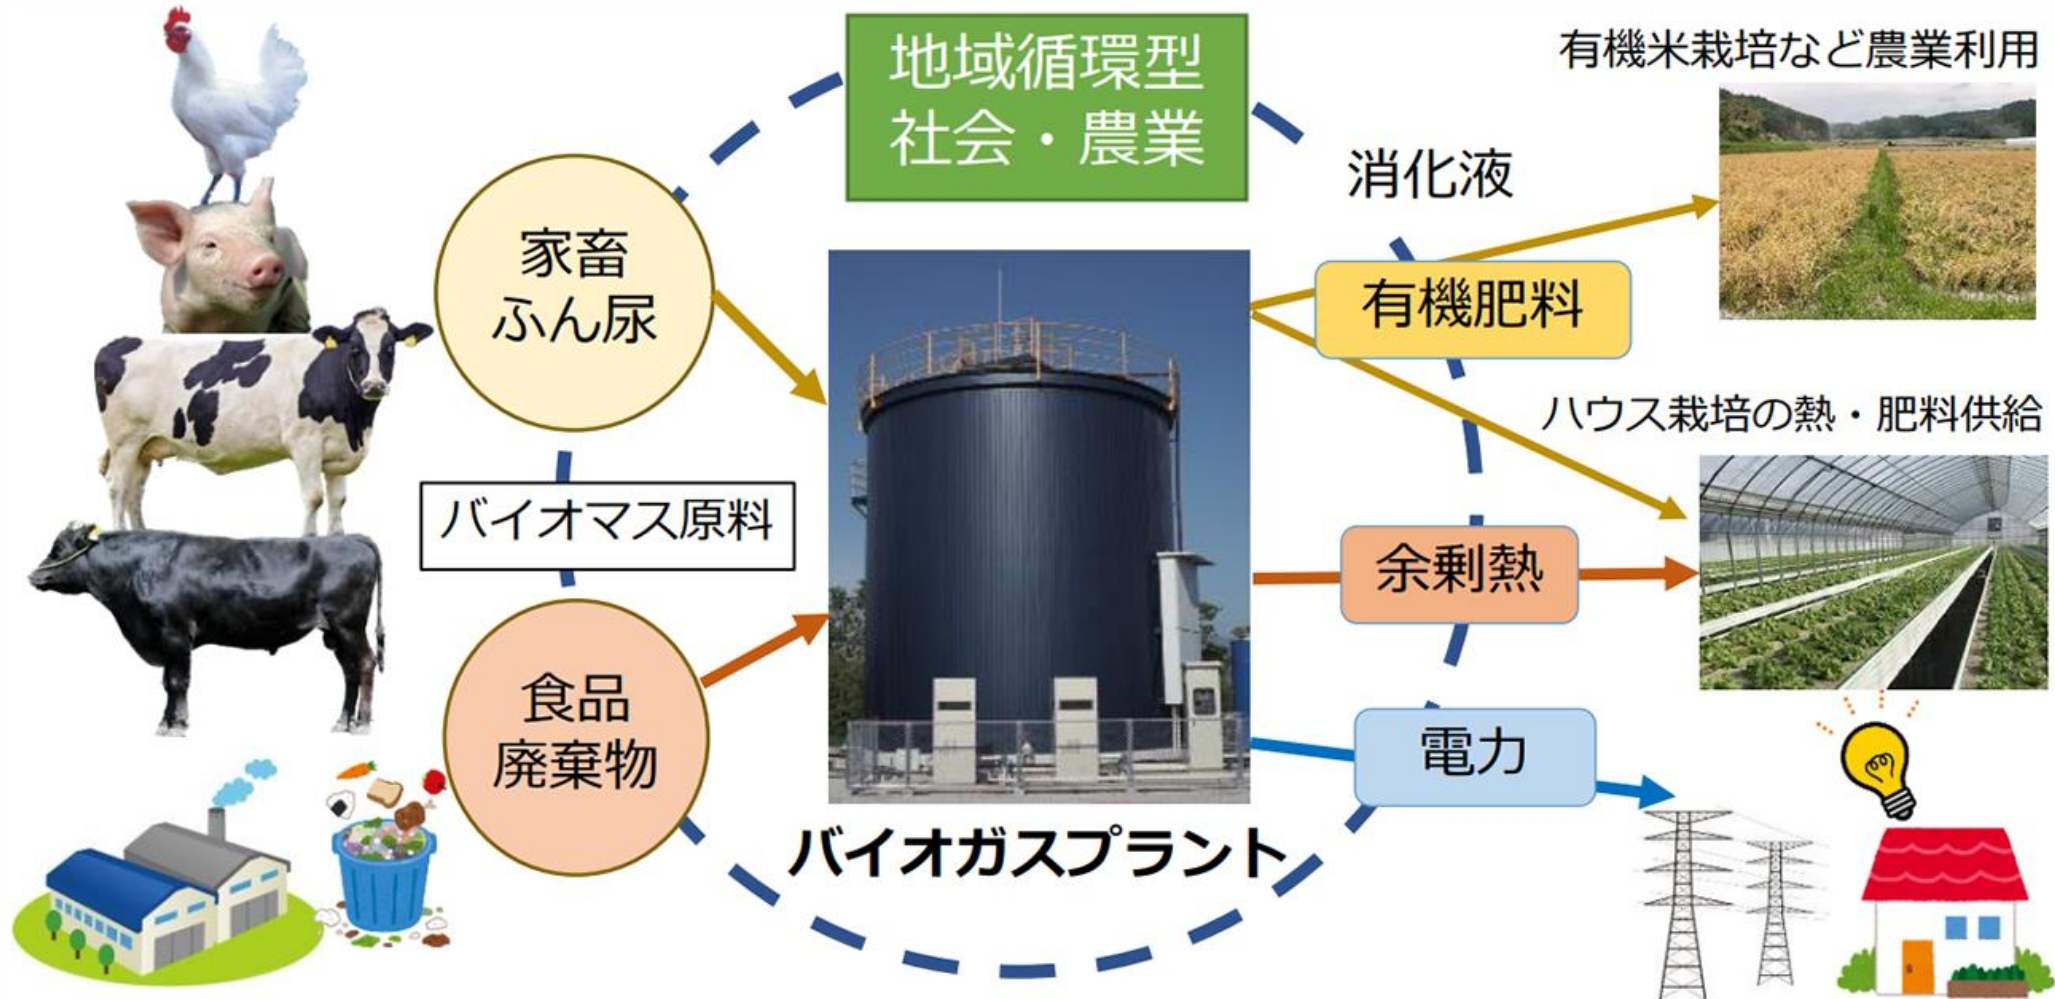 地域循環型
社会・農業
有機米栽培など農業利用
消化液
家畜
ふん尿
有機肥料
ハウス栽培の熱・肥料供給
バイオマス原料
余剰熱
食品
廃棄物
電力
バイオガスプラント